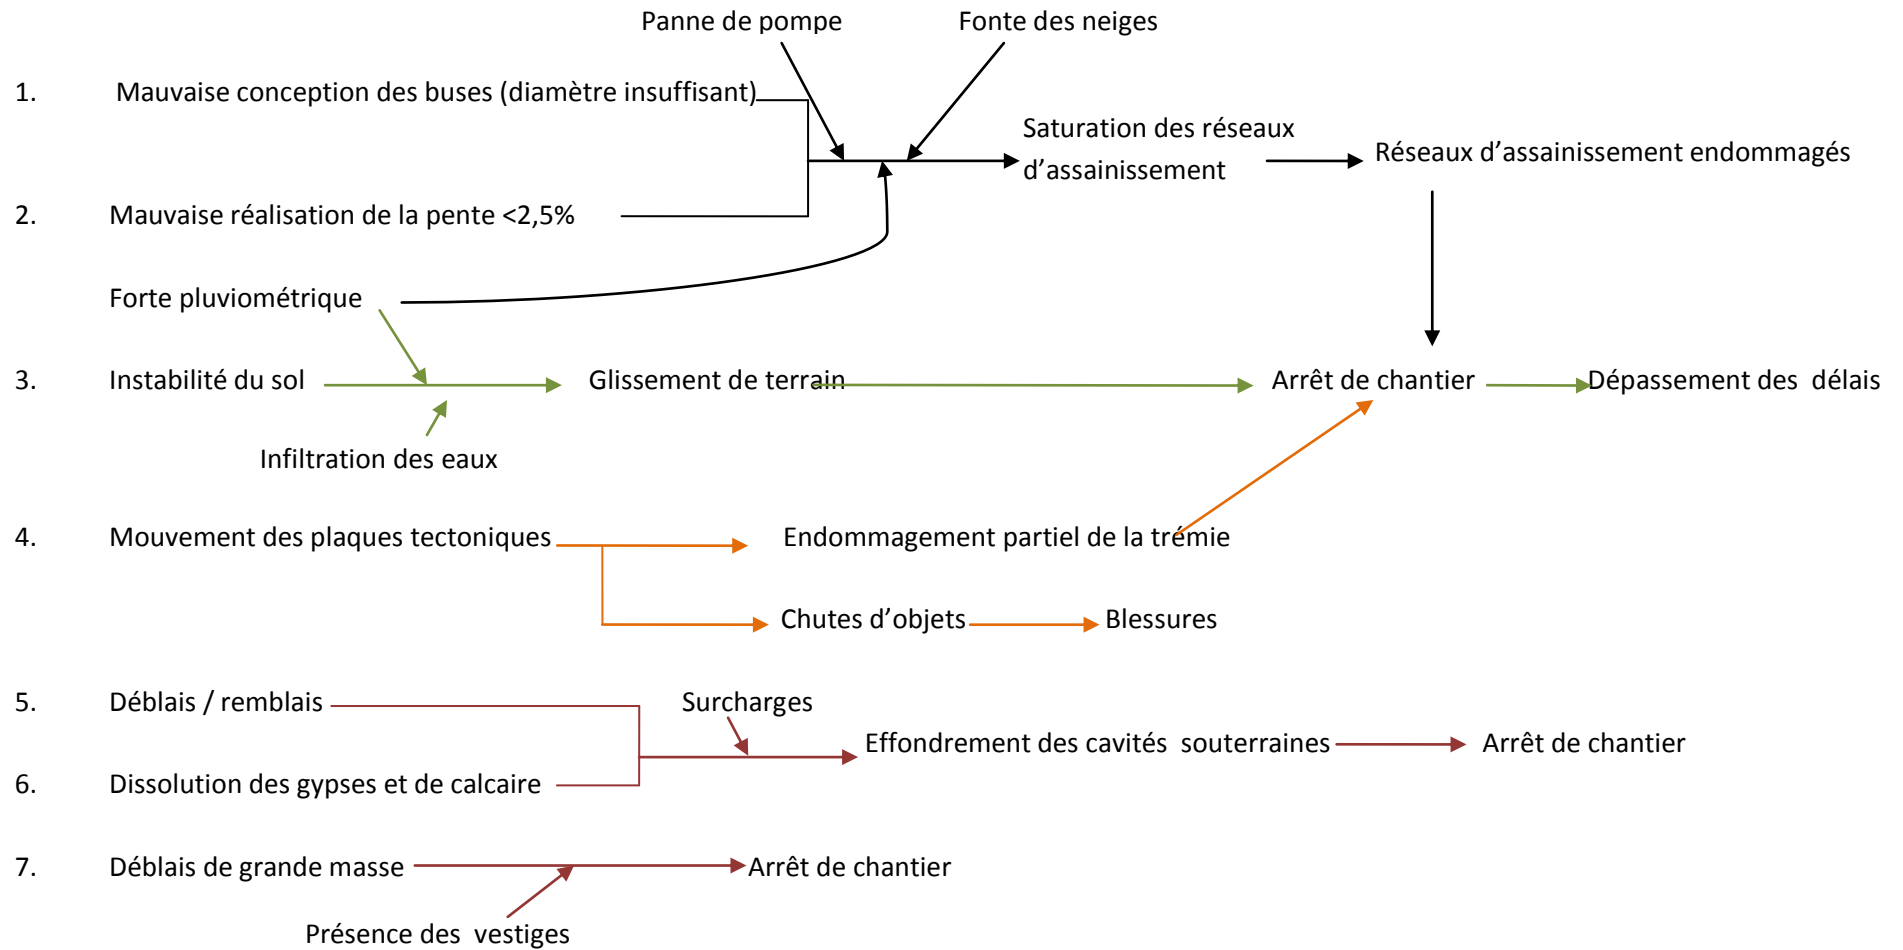 Panne de pompe
Fonte des neiges
1. Mauvaise conception des buses (diamètre insuffisant)
Saturation des réseaux
d’assainissement
Réseaux d’assainissement endommagés
2. Mauvaise réalisation de la pente <2,5%
Forte pluviométrique
3. Instabilité du sol
Glissement de terrain
Arrêt de chantier
Dépassement des délais
Infiltration des eaux
4. Mouvement des plaques tectoniques
Endommagement partiel de la trémie
Chutes d’objets
Blessures
5. Déblais / remblais
Surcharges
Effondrement des cavités souterraines
Arrêt de chantier
6. Dissolution des gypses et de calcaire
7. Déblais de grande masse
Arrêt de chantier
Présence des vestiges